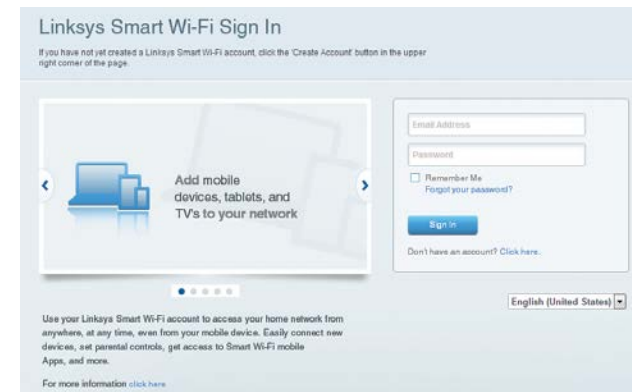 Linksys Smart Wi-Fi Sign In
If you have not yet created a Linksys Smart Wi-Fi account, click the 'Create Account' button in the upper
right corner of the page.
Add mobile
devices, tablets, and
TV's to your network
Email Address
Password
Remember Me
Forgot your password?
Sign In
Don't have an account? Click here.
English (United States)
Use your Linksys Smart Wi-Fi account to access your home network from
anywhere, at any time, even from your mobile device. Easily connect new
devices, set parental controls, get access to Smart Wi-Fi mobile
Apps, and more.
For more information click here